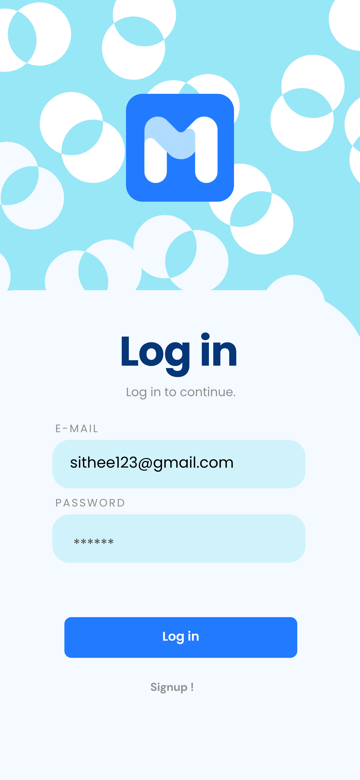 M
Log in
Log in to continue.
E-MAIL
sithee123@gmail.com
PASSWORD
******
Log in
Signup !